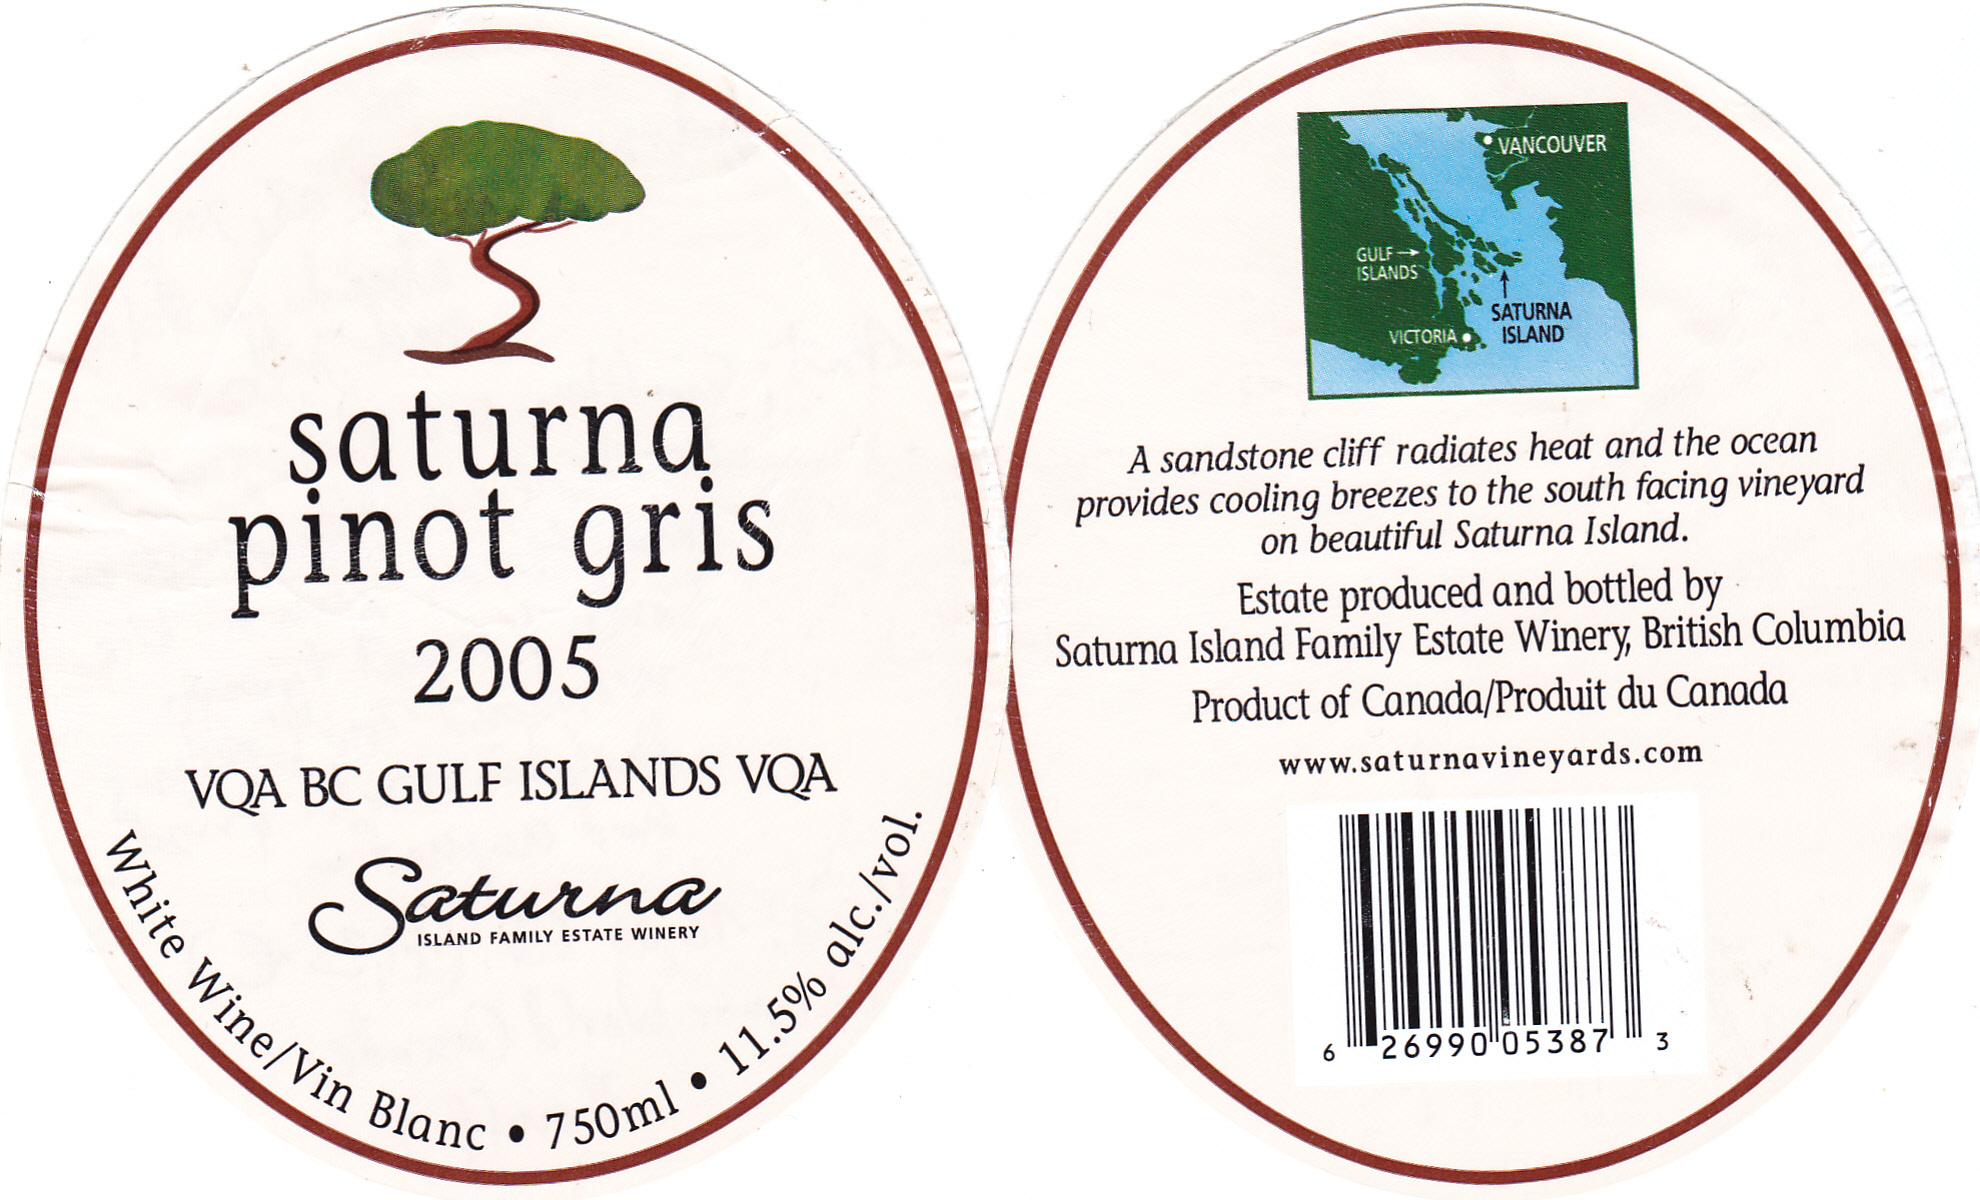 saturna
pinot gris
2005
VQA BC GULF ISLANDS VQA
Saturna
ISLAND FAMILY ESTATE WINERY
White Wine/Vin Blanc • 750ml • 11.5% alc./vol.
VANCOUVER
GULF
ISLANDS
SATURNA
ISLAND
VICTORIA
A sandstone cliff radiates heat and the ocean
provides cooling breezes to the south facing vineyard
on beautiful Saturna Island.
Estate produced and bottled by
Saturna Island Family Estate Winery, British Columbia
Product of Canada/Produit du Canada
www.saturnavineyards.com
6 26990 05387 3